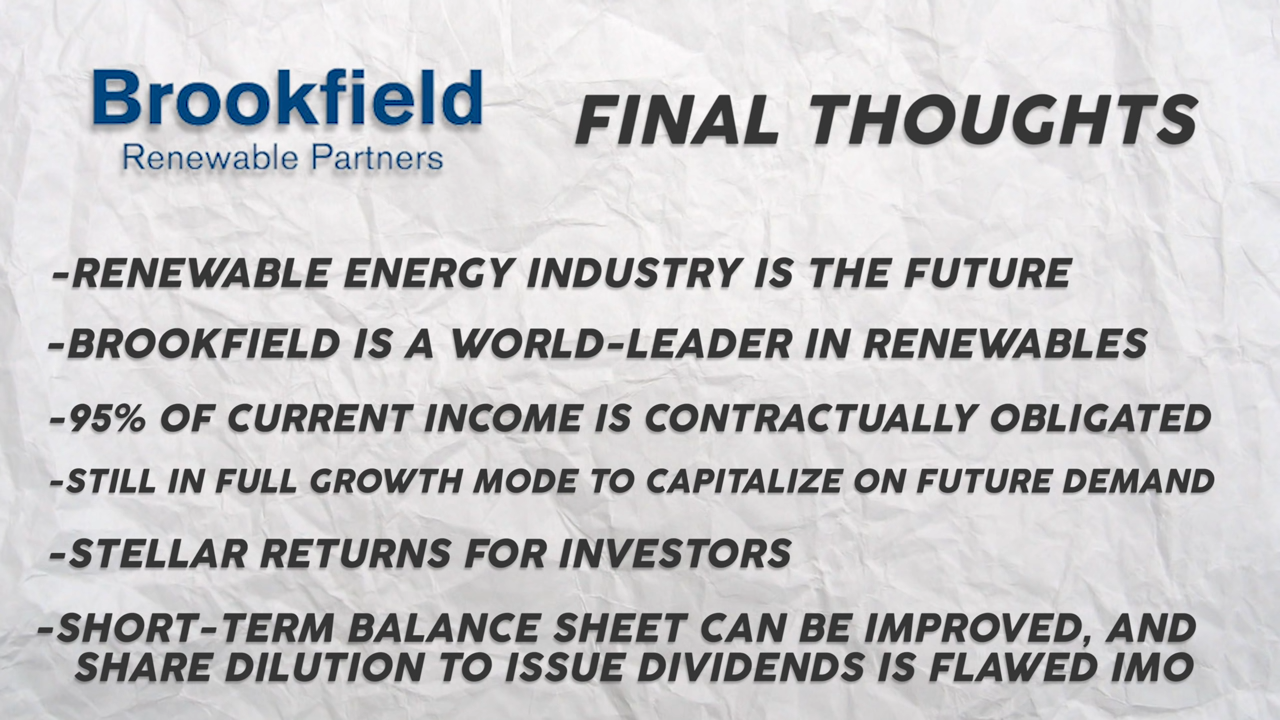 Brookfield
Renewable Partners
FINAL THOUGHTS
-RENEWABLE ENERGY INDUSTRY IS THE FUTURE
-BROOKFIELD IS A WORLD-LEADER IN RENEWABLES
-95% OF CURRENT INCOME IS CONTRACTUALLY OBLIGATED
-STILL IN FULL GROWTH MODE TO CAPITALIZE ON FUTURE DEMAND
-STELLAR RETURNS FOR INVESTORS
-SHORT-TERM BALANCE SHEET CAN BE IMPROVED, AND
SHARE DILUTION TO ISSUE DIVIDENDS IS FLAWED IMO